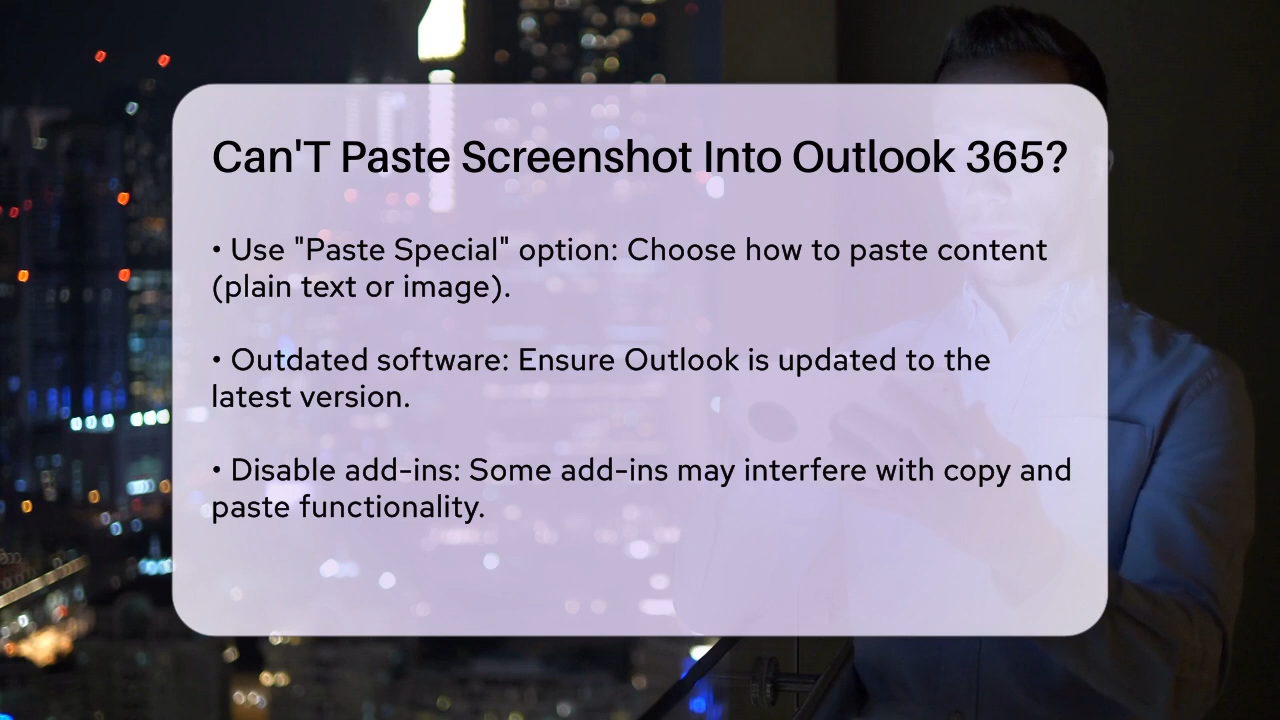 Can'T Paste Screenshot Into Outlook 365?
• Use "Paste Special" option: Choose how to paste content
(plain text or image).
• Outdated software: Ensure Outlook is updated to the
latest version.
• Disable add-ins: Some add-ins may interfere with copy and
paste functionality.